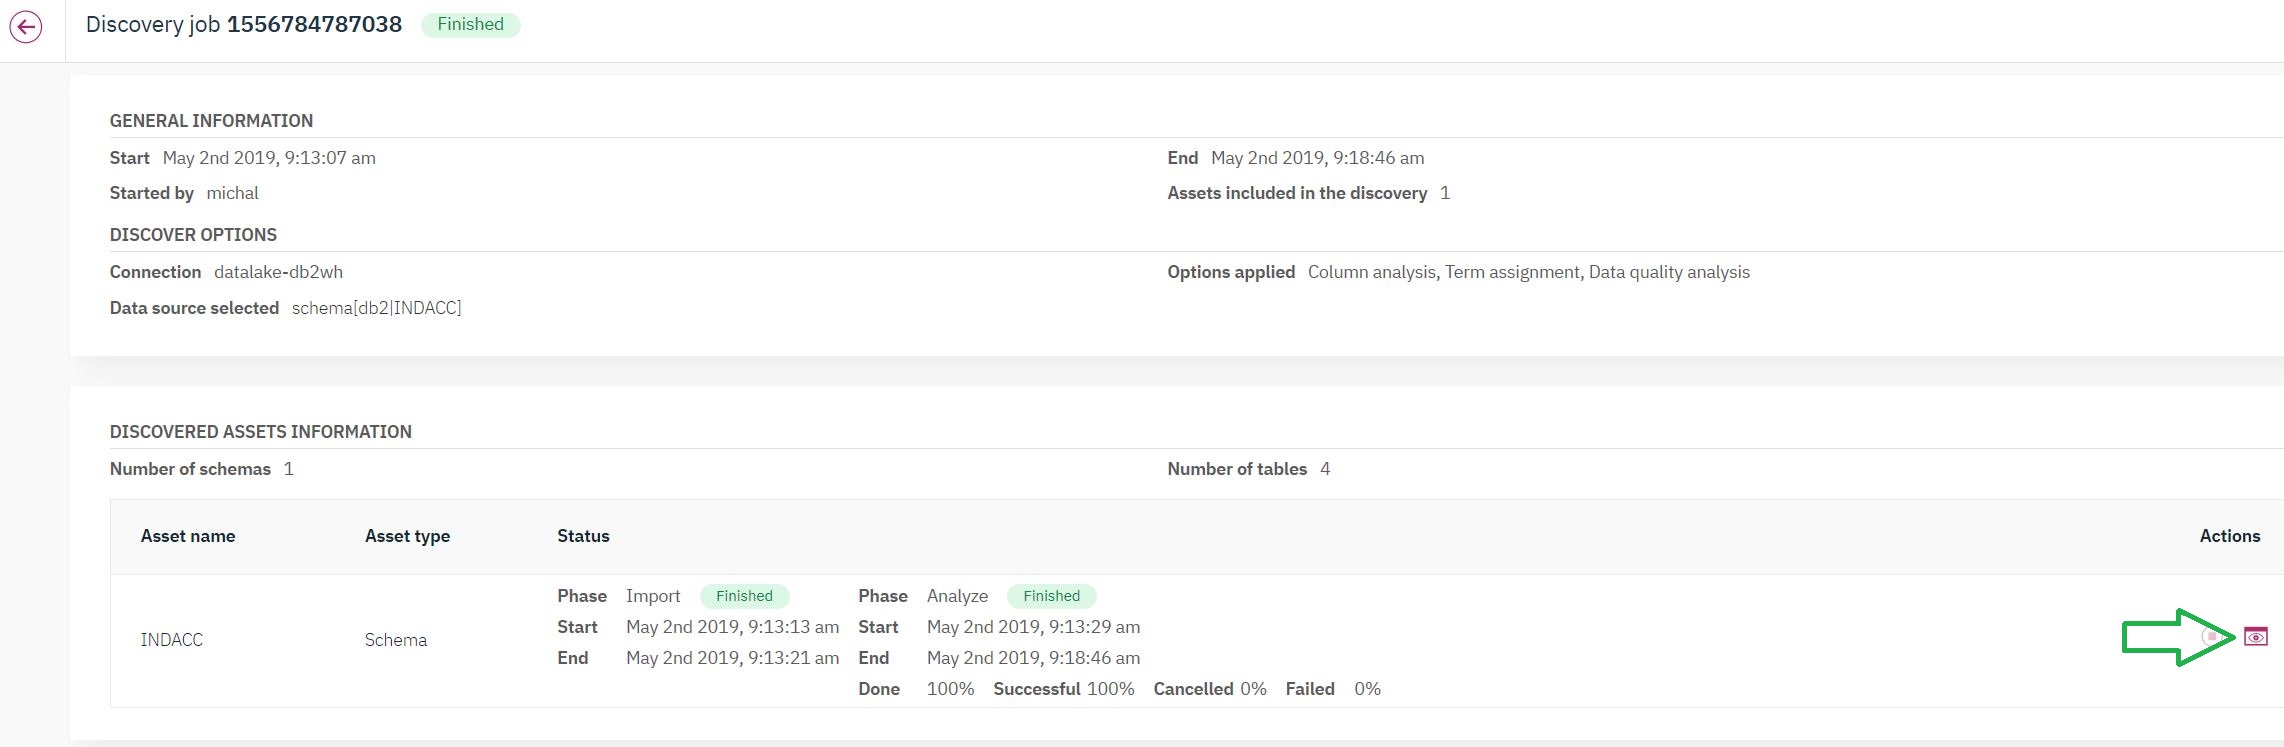 Discovery job 1556784787038 Finished
GENERAL INFORMATION
Start May 2nd 2019, 9:13:07 am End May 2nd 2019, 9:18:46 am
Started by michal Assets included in the discovery 1
DISCOVER OPTIONS
Connection datalake-db2wh Options applied Column analysis, Term assignment, Data quality analysis
Data source selected schema[db2|INDACC]
DISCOVERED ASSETS INFORMATION
Number of schemas 1 Number of tables 4
Asset name Asset type Status Actions
Phase Import Finished Phase Analyze Finished
Start May 2nd 2019, 9:13:13 am Start May 2nd 2019, 9:13:29 am
INDACC Schema
End May 2nd 2019, 9:13:21 am End May 2nd 2019, 9:18:46 am
Done 100% Successful 100% Cancelled 0% Failed 0%